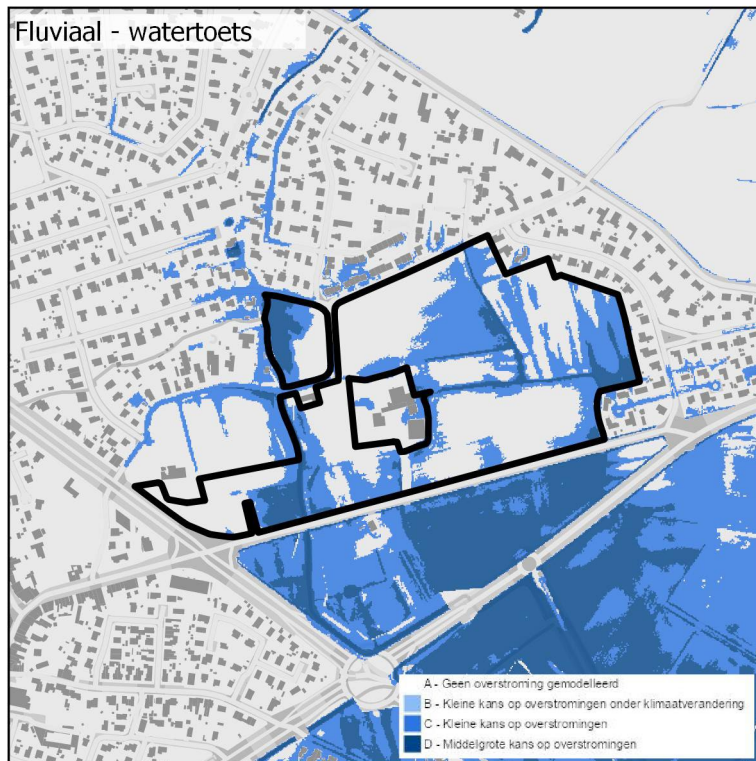 Fluviaal - watertoets
A - Geen overstroming gemodelleerd
B - Kleine kans op overstromingen onder klimaatverandering
C - Kleine kans op overstromingen
D - Middelgrote kans op overstromingen